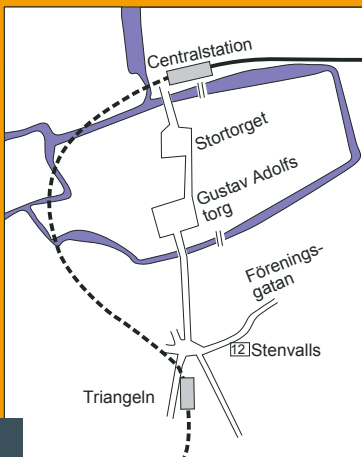 Centralstation
Stortorget
Gustav Adolfs
torg
Förenings-
gatan
12 Stenvalls
Triangeln